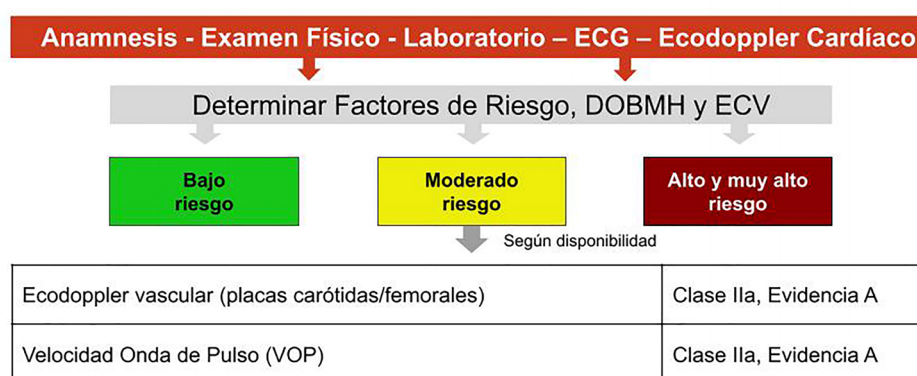 Anamnesis - Examen Físico - Laboratorio – ECG – Ecodoppler Cardíaco
Determinar Factores de Riesgo, DOBMH y ECV
Bajo
riesgo
Moderado
riesgo
Alto y muy alto
riesgo
Según disponibilidad
Ecodoppler vascular (placas carótidas/femorales) Clase IIa, Evidencia A
Velocidad Onda de Pulso (VOP) Clase IIa, Evidencia A